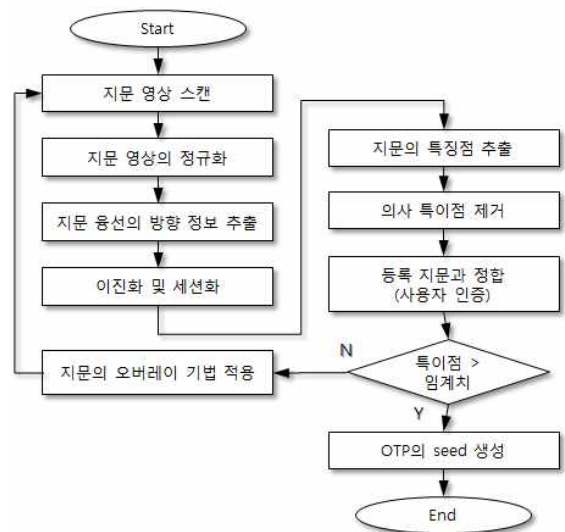 Start
지문 영상 스캔
지문 영상의 정규화
지문 융선의 방향 정보 추출
이진화 및 세션화
지문의 특징점 추출
의사 특이점 제거
등록 지문과 정합
(사용자 인증)
특이점 >
임계치
N
지문의 오버레이 기법 적용
Y
OTP의 seed 생성
End